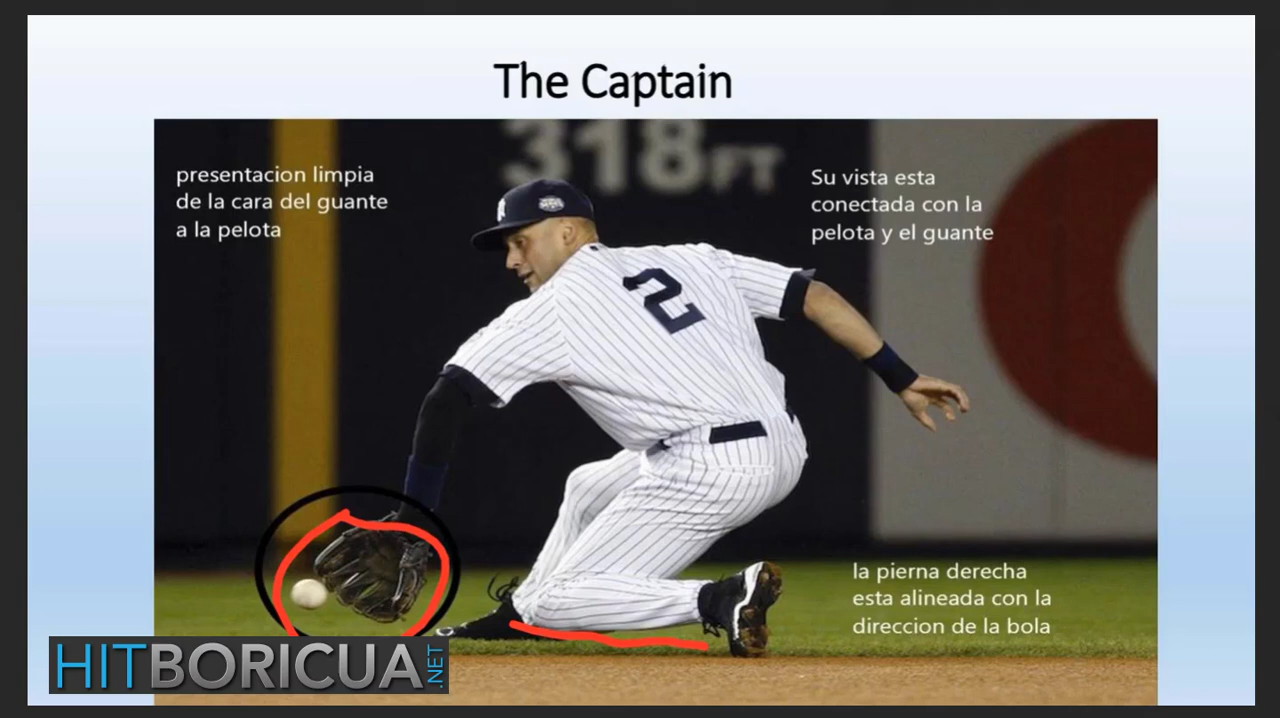 The Captain
318FT
presentacion limpia
de la cara del guante
a la pelota
Su vista esta
conectada con la
pelota y el guante
2
la pierna derecha
esta alineada con la
direccion de la bola
HITBORICUA.NET